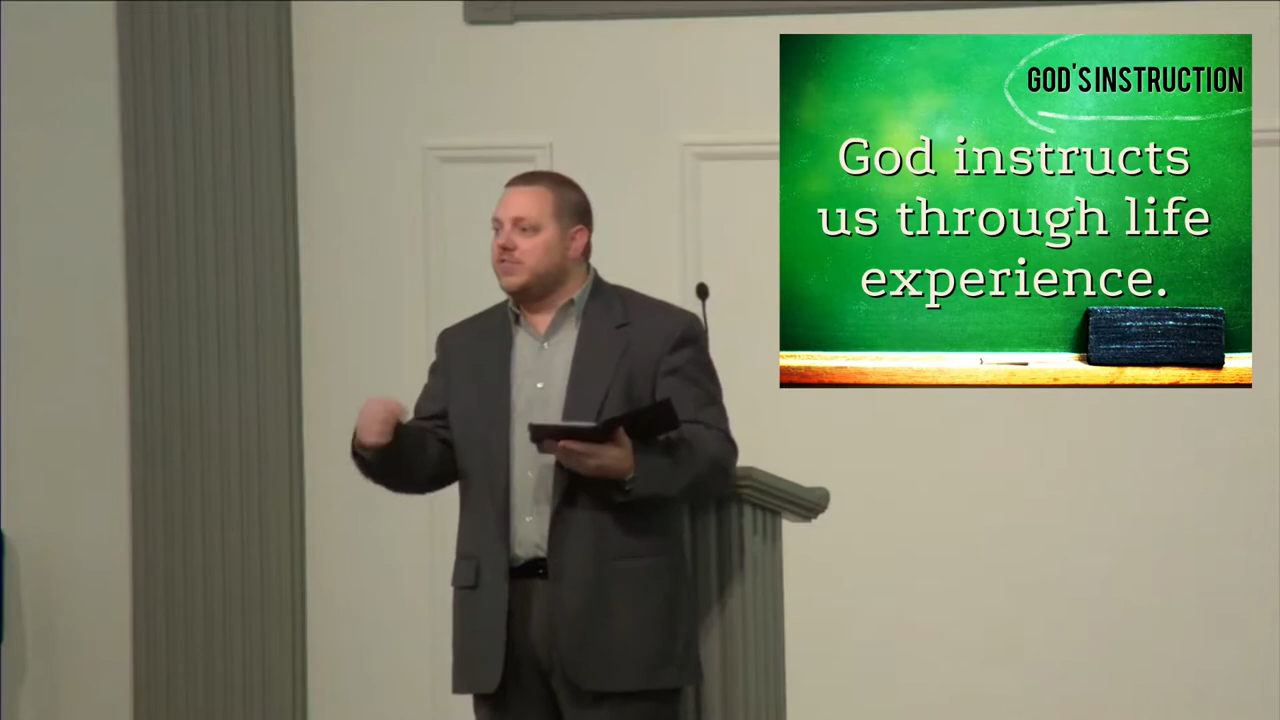 GOD'S INSTRUCTION
God instructs
us through life
experience.